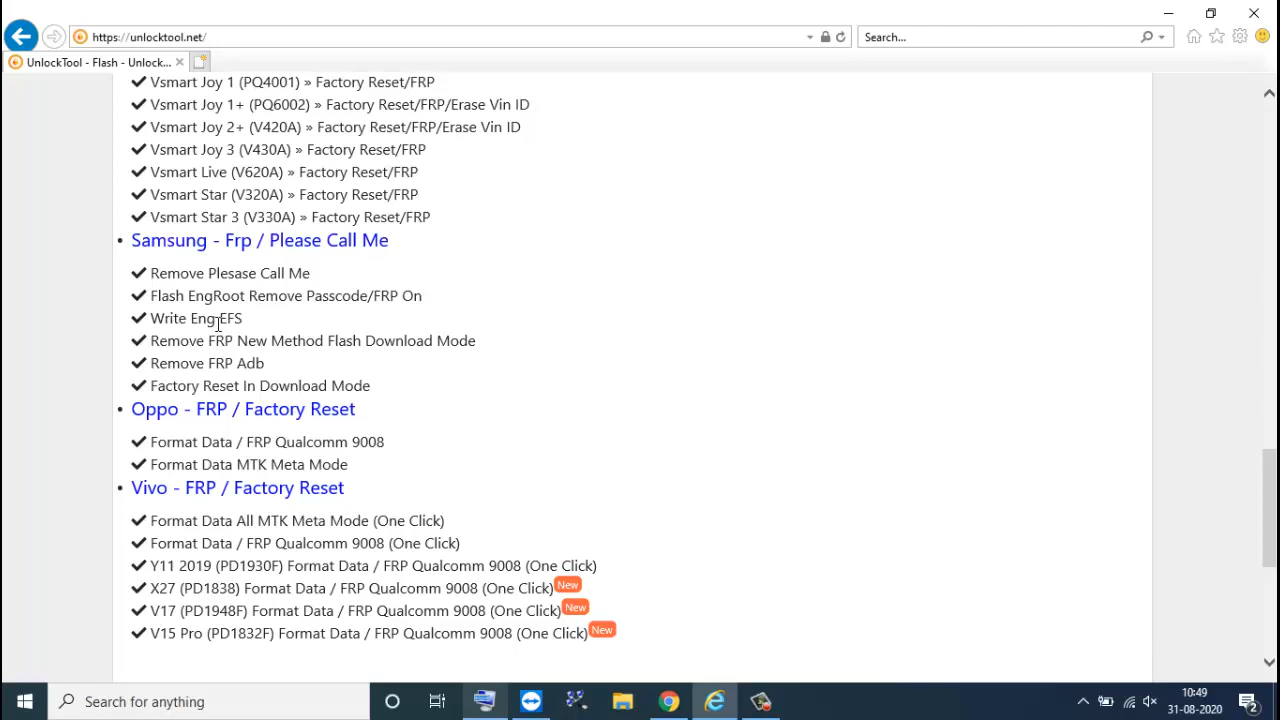 https://unlocktool.net/
Search...
UnlockTool - Flash - Unlock...
Vsmart Joy 1 (PQ4001) » Factory Reset/FRP
Vsmart Joy 1+ (PQ6002) » Factory Reset/FRP/Erase Vin ID
Vsmart Joy 2+ (V420A) » Factory Reset/FRP/Erase Vin ID
Vsmart Joy 3 (V430A) » Factory Reset/FRP
Vsmart Live (V620A) » Factory Reset/FRP
Vsmart Star (V320A) » Factory Reset/FRP
Vsmart Star 3 (V330A) » Factory Reset/FRP
Samsung - Frp / Please Call Me
Remove Plesase Call Me
Flash EngRoot Remove Passcode/FRP On
Write Eng EFS
Remove FRP New Method Flash Download Mode
Remove FRP Adb
Factory Reset In Download Mode
Oppo - FRP / Factory Reset
Format Data / FRP Qualcomm 9008
Format Data MTK Meta Mode
Vivo - FRP / Factory Reset
Format Data All MTK Meta Mode (One Click)
Format Data / FRP Qualcomm 9008 (One Click)
Y11 2019 (PD1930F) Format Data / FRP Qualcomm 9008 (One Click)
X27 (PD1838) Format Data / FRP Qualcomm 9008 (One Click) New
V17 (PD1948F) Format Data / FRP Qualcomm 9008 (One Click) New
V15 Pro (PD1832F) Format Data / FRP Qualcomm 9008 (One Click) New
Search for anything
10:49
31-08-2020
2